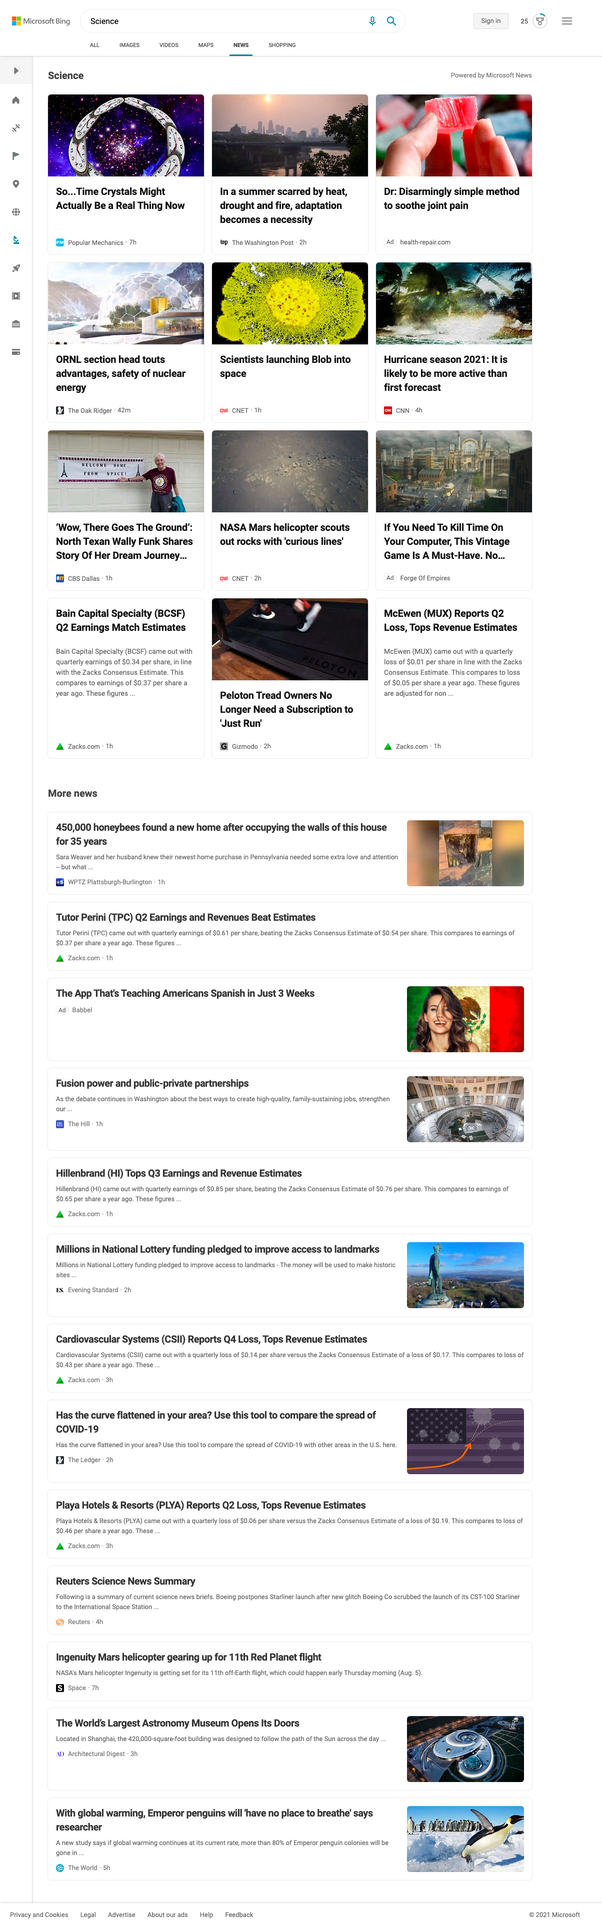 Microsoft Bing
Science
Sign in
25
ALL IMAGES VIDEOS MAPS NEWS SHOPPING
Science
Powered by Microsoft News
So...Time Crystals Might
Actually Be a Real Thing Now
Popular Mechanics · 7h
In a summer scarred by heat,
drought and fire, adaptation
becomes a necessity
wp The Washington Post · 2h
Dr: Disarmingly simple method
to soothe joint pain
Ad health-repair.com
ORNL section head touts
advantages, safety of nuclear
energy
The Oak Ridger · 42m
Scientists launching Blob into
space
CNET · 1h
Hurricane season 2021: It is
likely to be more active than
first forecast
CNN · 4h
WELCOME HOME
FROM SPACE!
'Wow, There Goes The Ground':
North Texan Wally Funk Shares
Story Of Her Dream Journey...
CBS Dallas · 1h
NASA Mars helicopter scouts
out rocks with 'curious lines'
CNET · 2h
If You Need To Kill Time On
Your Computer, This Vintage
Game Is A Must-Have. No...
Ad Forge Of Empires
Bain Capital Specialty (BCSF)
Q2 Earnings Match Estimates
Bain Capital Specialty (BCSF) came out with
quarterly earnings of $0.34 per share, in line
with the Zacks Consensus Estimate. This
compares to earnings of $0.37 per share a
year ago. These figures ...
Zacks.com · 1h
PELOTON
Peloton Tread Owners No
Longer Need a Subscription to
'Just Run'
G Gizmodo · 2h
McEwen (MUX) Reports Q2
Loss, Tops Revenue Estimates
McEwen (MUX) came out with a quarterly
loss of $0.01 per share in line with the Zacks
Consensus Estimate. This compares to loss
of $0.05 per share a year ago. These figures
are adjusted for non ...
Zacks.com · 1h
More news
450,000 honeybees found a new home after occupying the walls of this house
for 35 years
Sara Weaver and her husband knew their newest home purchase in Pennsylvania needed some extra love and attention
– but what ...
WPTZ Plattsburgh-Burlington · 1h
Tutor Perini (TPC) Q2 Earnings and Revenues Beat Estimates
Tutor Perini (TPC) came out with quarterly earnings of $0.61 per share, beating the Zacks Consensus Estimate of $0.54 per share. This compares to earnings of
$0.37 per share a year ago. These figures ...
Zacks.com · 1h
The App That's Teaching Americans Spanish in Just 3 Weeks
Ad Babbel
Fusion power and public-private partnerships
As the debate continues in Washington about the best ways to create high-quality, family-sustaining jobs, strengthen
our ...
The Hill · 1h
Hillenbrand (HI) Tops Q3 Earnings and Revenue Estimates
Hillenbrand (HI) came out with quarterly earnings of $0.85 per share, beating the Zacks Consensus Estimate of $0.76 per share. This compares to earnings of
$0.65 per share a year ago. These figures ...
Zacks.com · 1h
Millions in National Lottery funding pledged to improve access to landmarks
Millions in National Lottery funding pledged to improve access to landmarks - The money will be used to make historic
sites ...
ES. Evening Standard · 2h
Cardiovascular Systems (CSII) Reports Q4 Loss, Tops Revenue Estimates
Cardiovascular Systems (CSII) came out with a quarterly loss of $0.14 per share versus the Zacks Consensus Estimate of a loss of $0.17. This compares to loss of
$0.43 per share a year ago. These ...
Zacks.com · 3h
Has the curve flattened in your area? Use this tool to compare the spread of
COVID-19
Has the curve flattened in your area? Use this tool to compare the spread of COVID-19 with other areas in the U.S. here.
The Ledger · 2h
Playa Hotels & Resorts (PLYA) Reports Q2 Loss, Tops Revenue Estimates
Playa Hotels & Resorts (PLYA) came out with a quarterly loss of $0.06 per share versus the Zacks Consensus Estimate of a loss of $0.19. This compares to loss of
$0.46 per share a year ago. These ...
Zacks.com · 3h
Reuters Science News Summary
Following is a summary of current science news briefs. Boeing postpones Starliner launch after new glitch Boeing Co scrubbed the launch of its CST-100 Starliner
to the International Space Station ...
Reuters · 4h
Ingenuity Mars helicopter gearing up for 11th Red Planet flight
NASA's Mars helicopter Ingenuity is getting set for its 11th off-Earth flight, which could happen early Thursday morning (Aug. 5).
S Space · 7h
The World's Largest Astronomy Museum Opens Its Doors
Located in Shanghai, the 420,000-square-foot building was designed to follow the path of the Sun across the day ...
AD Architectural Digest · 3h
With global warming, Emperor penguins will 'have no place to breathe' says
researcher
A new study says if global warming continues at its current rate, more than 80% of Emperor penguin colonies will be
gone in ...
The World · 5h
Privacy and Cookies Legal Advertise About our ads Help Feedback
© 2021 Microsoft